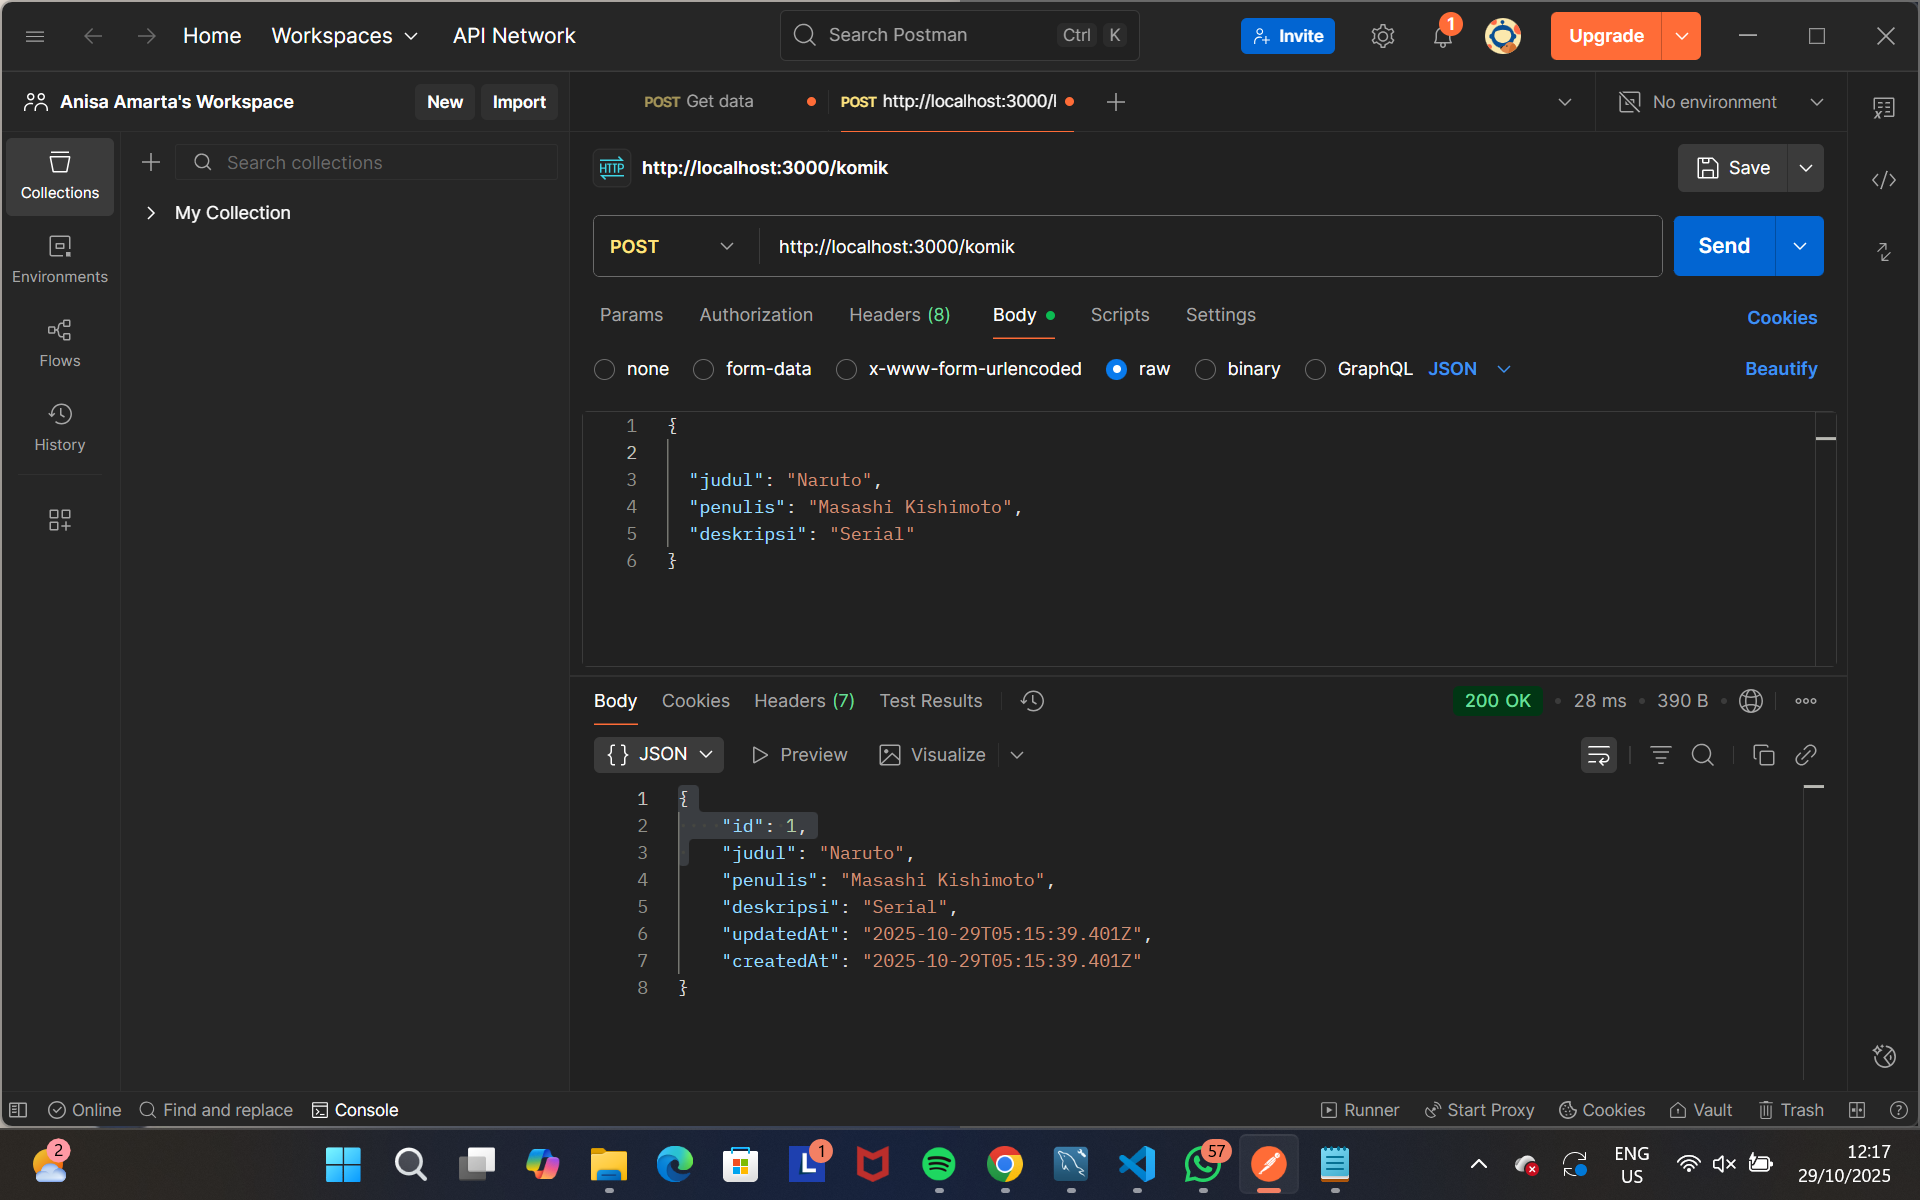 Home Workspaces API Network Search Postman Ctrl K Invite 1 Upgrade
Anisa Amarta's Workspace New Import POST Get data POST http://localhost:3000/l No environment
Collections
Search collections
My Collection
Environments
Flows
History
HTTP http://localhost:3000/komik Save
POST http://localhost:3000/komik Send
Params Authorization Headers (8) Body Scripts Settings Cookies
none form-data x-www-form-urlencoded raw binary GraphQL JSON Beautify
1 {
2
3 "judul": "Naruto",
4 "penulis": "Masashi Kishimoto",
5 "deskripsi": "Serial"
6 }
Body Cookies Headers (7) Test Results 200 OK • 28 ms • 390 B •
{} JSON Preview Visualize
1 {
2 "id": 1,
3 "judul": "Naruto",
4 "penulis": "Masashi Kishimoto",
5 "deskripsi": "Serial",
6 "updatedAt": "2025-10-29T05:15:39.401Z",
7 "createdAt": "2025-10-29T05:15:39.401Z"
8 }
Online Find and replace Console Runner Start Proxy Cookies Vault Trash
2 L 1 57 ENG 12:17
US 29/10/2025